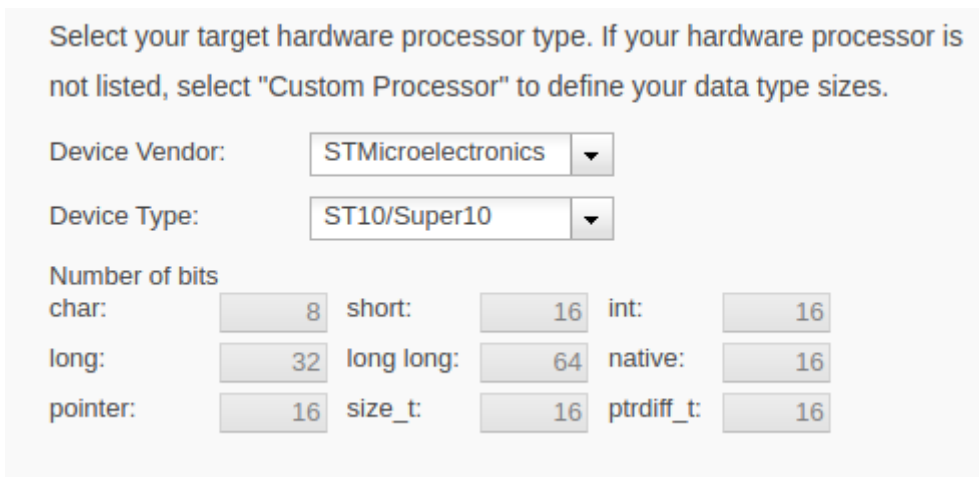 Select your target hardware processor type. If your hardware processor is
not listed, select "Custom Processor" to define your data type sizes.
Device Vendor: STMicroelectronics
Device Type: ST10/Super10
Number of bits
char: 8 short: 16 int: 16
long: 32 long long: 64 native: 16
pointer: 16 size_t: 16 ptrdiff_t: 16